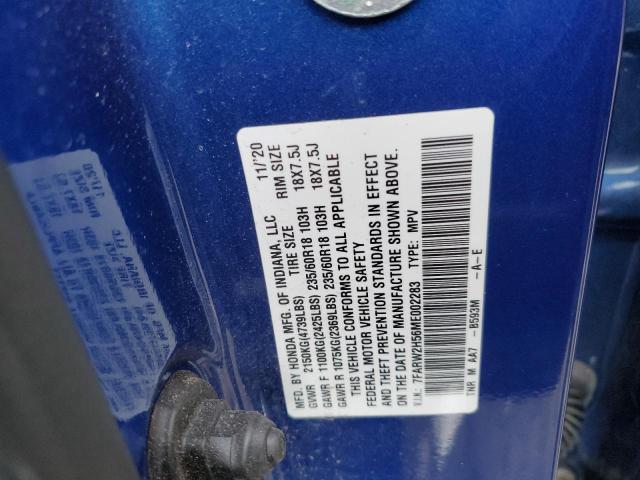 MFD. BY HONDA MFG. OF INDIANA, LLC 11/'20
GVWR 2150KG(4739LBS) TIRE SIZE RIM SIZE
GAWR F 1100KG(2425LBS) 235/60R18 103H 18X7.5J
GAWR R 1075KG(2369LBS) 235/60R18 103H 18X7.5J
THIS VEHICLE CONFORMS TO ALL APPLICABLE
FEDERAL MOTOR VEHICLE SAFETY
AND THEFT PREVENTION STANDARDS IN EFFECT
ON THE DATE OF MANUFACTURE SHOWN ABOVE.
V.I.N.: 7FARW2H56ME002283 TYPE: MPV
TNR M AA7 - B593M - A - E